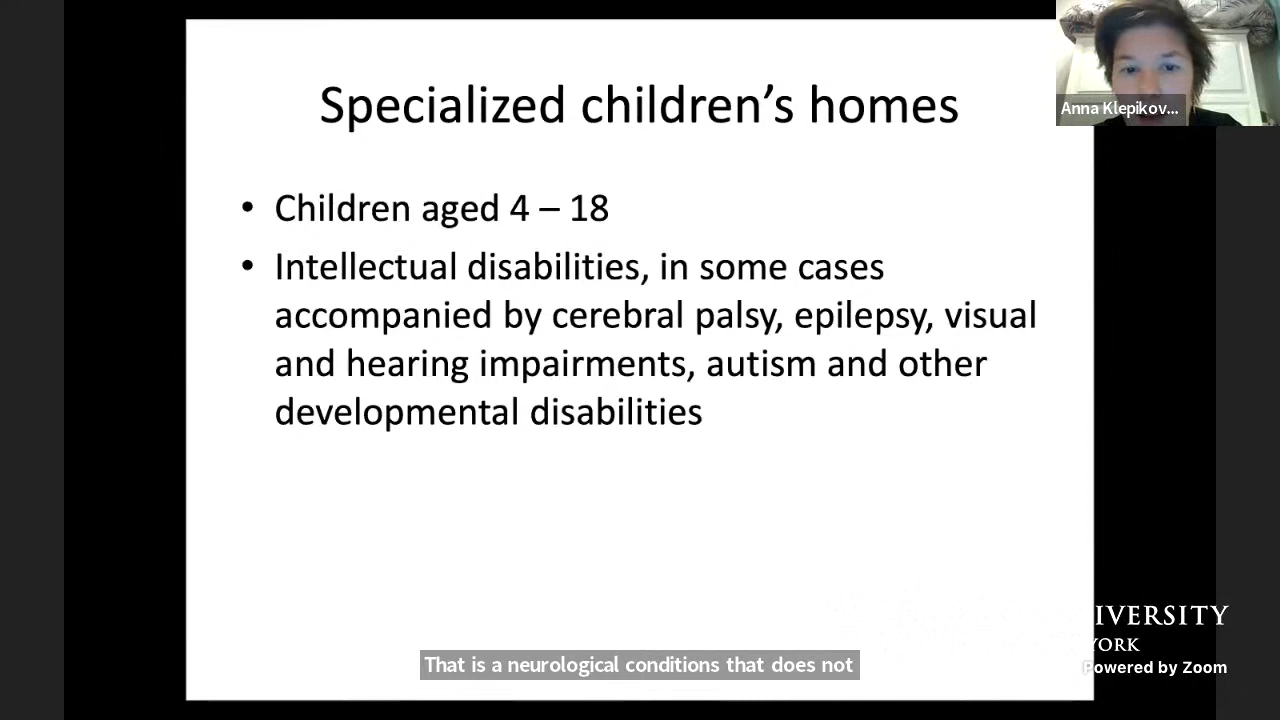 Specialized children’s homes
Anna Klepikov...
• Children aged 4 – 18
• Intellectual disabilities, in some cases
accompanied by cerebral palsy, epilepsy, visual
and hearing impairments, autism and other
developmental disabilities
IVERSITY
YORK
Powered by Zoom
That is a neurological conditions that does not